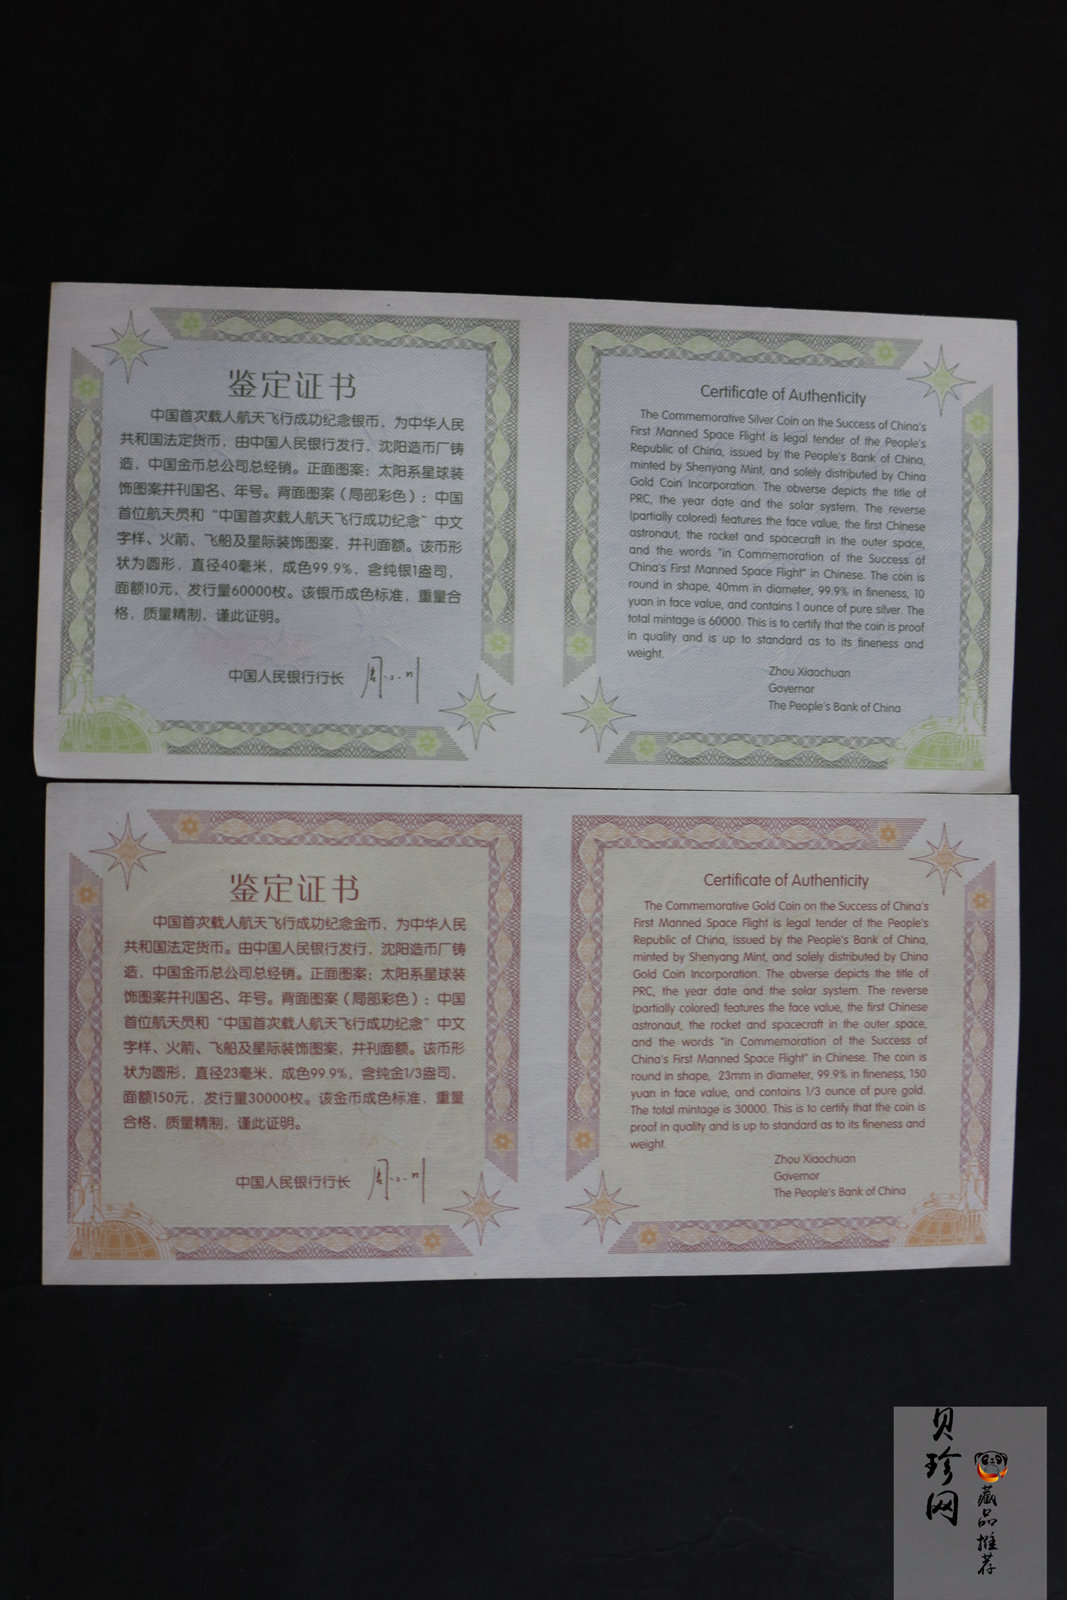 鉴定证书
中国首次载人航天飞行成功纪念银币，为中华人民
共和国法定货币，由中国人民银行发行，沈阳造币厂铸
造，中国金币总公司总经销。正面图案：太阳系星球装
饰图案并刊国名、年号。背面图案（局部彩色）：中国
首位航天员和“中国首次载人航天飞行成功纪念”中文
字样、火箭、飞船及星际装饰图案，并刊面额。该币形
状为圆形，直径40毫米，成色99.9%，含纯银1盎司，
面额10元，发行量60000枚。该银币成色标准，重量合
格，质量精制，谨此证明。
中国人民银行行长
Certificate of Authenticity
The Commemorative Silver Coin on the Success of China's
First Manned Space Flight is legal tender of the People's
Republic of China, issued by the People's Bank of China,
minted by Shenyang Mint, and solely distributed by China
Gold Coin Incorporation. The obverse depicts the title of
PRC, the year date and the solar system. The reverse
(partially colored) features the face value, the first Chinese
astronaut, the rocket and spacecraft in the outer space,
and the words "in Commemoration of the Success of
China's First Manned Space Flight" in Chinese. The coin is
round in shape, 40mm in diameter, 99.9% in fineness, 10
yuan in face value, and contains 1 ounce of pure silver. The
total mintage is 60000. This is to certify that the coin is proof
in quality and is up to standard as to its fineness and
weight.
Zhou Xiaochuan
Governor
The People's Bank of China
鉴定证书
中国首次载人航天飞行成功纪念金币，为中华人民
共和国法定货币。由中国人民银行发行，沈阳造币厂铸
造，中国金币总公司总经销。正面图案：太阳系星球装
饰图案并刊国名、年号。背面图案（局部彩色）：中国
首位航天员和“中国首次载人航天飞行成功纪念”中文
字样、火箭、飞船及星际装饰图案，并刊面额。该币形
状为圆形，直径23毫米，成色99.9%，含纯金1/3盎司，
面额150元，发行量30000枚。该金币成色标准，重量
合格，质量精制，谨此证明。
中国人民银行行长
Certificate of Authenticity
The Commemorative Gold Coin on the Success of China's
First Manned Space Flight is legal tender of the People's
Republic of China, issued by the People's Bank of China,
minted by Shenyang Mint, and solely distributed by China
Gold Coin Incorporation. The obverse depicts the title of
PRC, the year date and the solar system. The reverse
(partially colored) features the face value, the first Chinese
astronaut, the rocket and spacecraft in the outer space,
and the words "in Commemoration of the Success of
China's First Manned Space Flight" in Chinese. The coin is
round in shape, 23mm in diameter, 99.9% in fineness, 150
yuan in face value, and contains 1/3 ounce of pure gold.
The total mintage is 30000. This is to certify that the coin is
proof in quality and is up to standard as to its fineness and
weight.
Zhou Xiaochuan
Governor
The People's Bank of China
贝珍网
藏品推荐